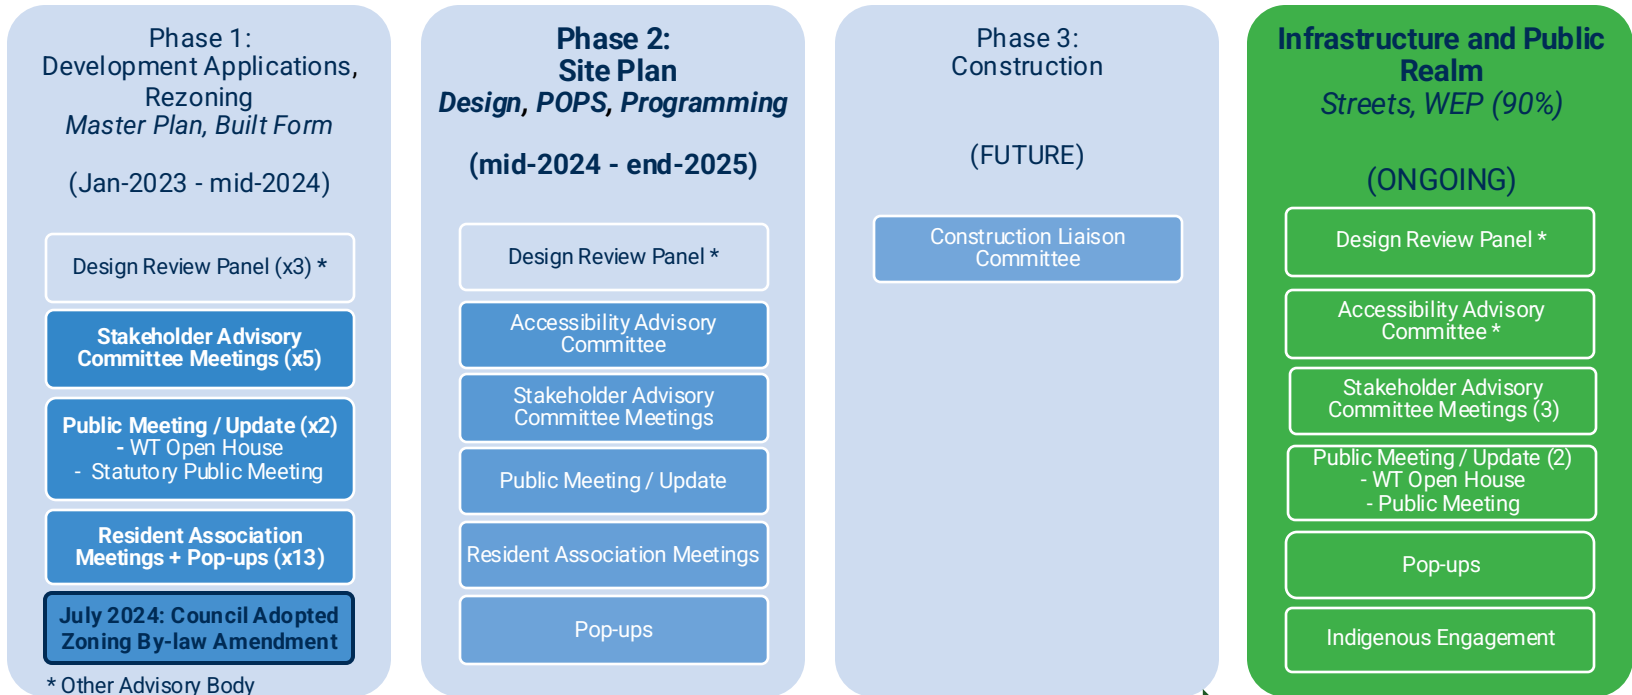 Phase 1:
Development Applications,
Rezoning
Master Plan, Built Form
(Jan-2023 - mid-2024)
Design Review Panel (x3) *
Stakeholder Advisory
Committee Meetings (x5)
Public Meeting / Update (x2)
- WT Open House
- Statutory Public Meeting
Resident Association
Meetings + Pop-ups (x13)
July 2024: Council Adopted
Zoning By-law Amendment
* Other Advisory Body
Phase 2:
Site Plan
Design, POPS, Programming
(mid-2024 - end-2025)
Design Review Panel *
Accessibility Advisory
Committee
Stakeholder Advisory
Committee Meetings
Public Meeting / Update
Resident Association Meetings
Pop-ups
Phase 3:
Construction
(FUTURE)
Construction Liaison
Committee
Infrastructure and Public
Realm
Streets, WEP (90%)
(ONGOING)
Design Review Panel *
Accessibility Advisory
Committee *
Stakeholder Advisory
Committee Meetings (3)
Public Meeting / Update (2)
- WT Open House
- Public Meeting
Pop-ups
Indigenous Engagement